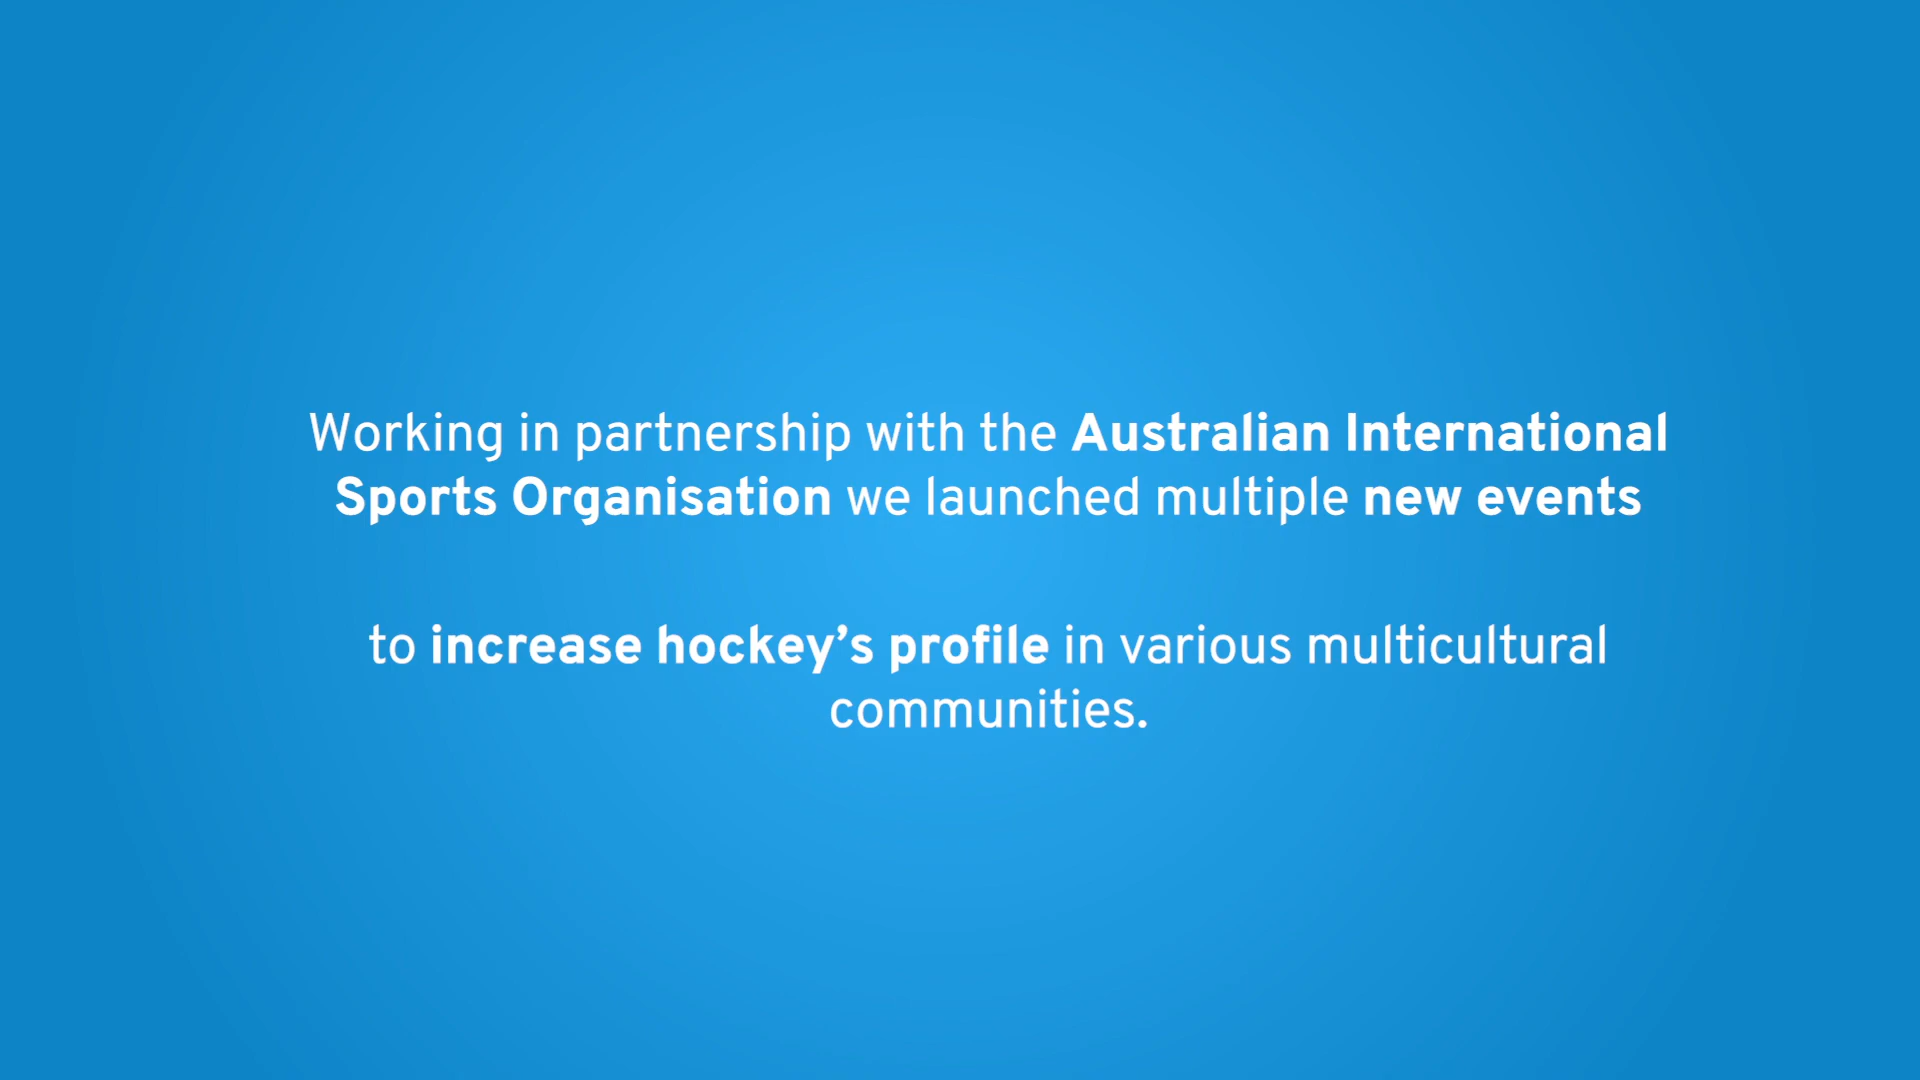 Working in partnership with the Australian International
Sports Organisation we launched multiple new events
to increase hockey’s profile in various multicultural
communities.